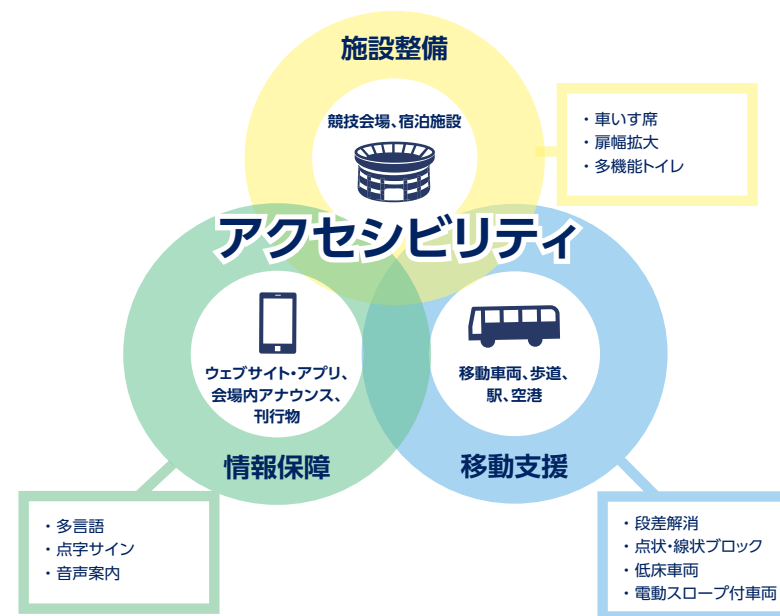 施設整備
競技会場、宿泊施設
・車いす席
・扉幅拡大
・多機能トイレ
アクセシビリティ
ウェブサイト・アプリ、
会場内アナウンス、
刊行物
移動車両、歩道、
駅、空港
情報保障
移動支援
・多言語
・点字サイン
・音声案内
・段差解消
・点状・線状ブロック
・低床車両
・電動スロープ付車両